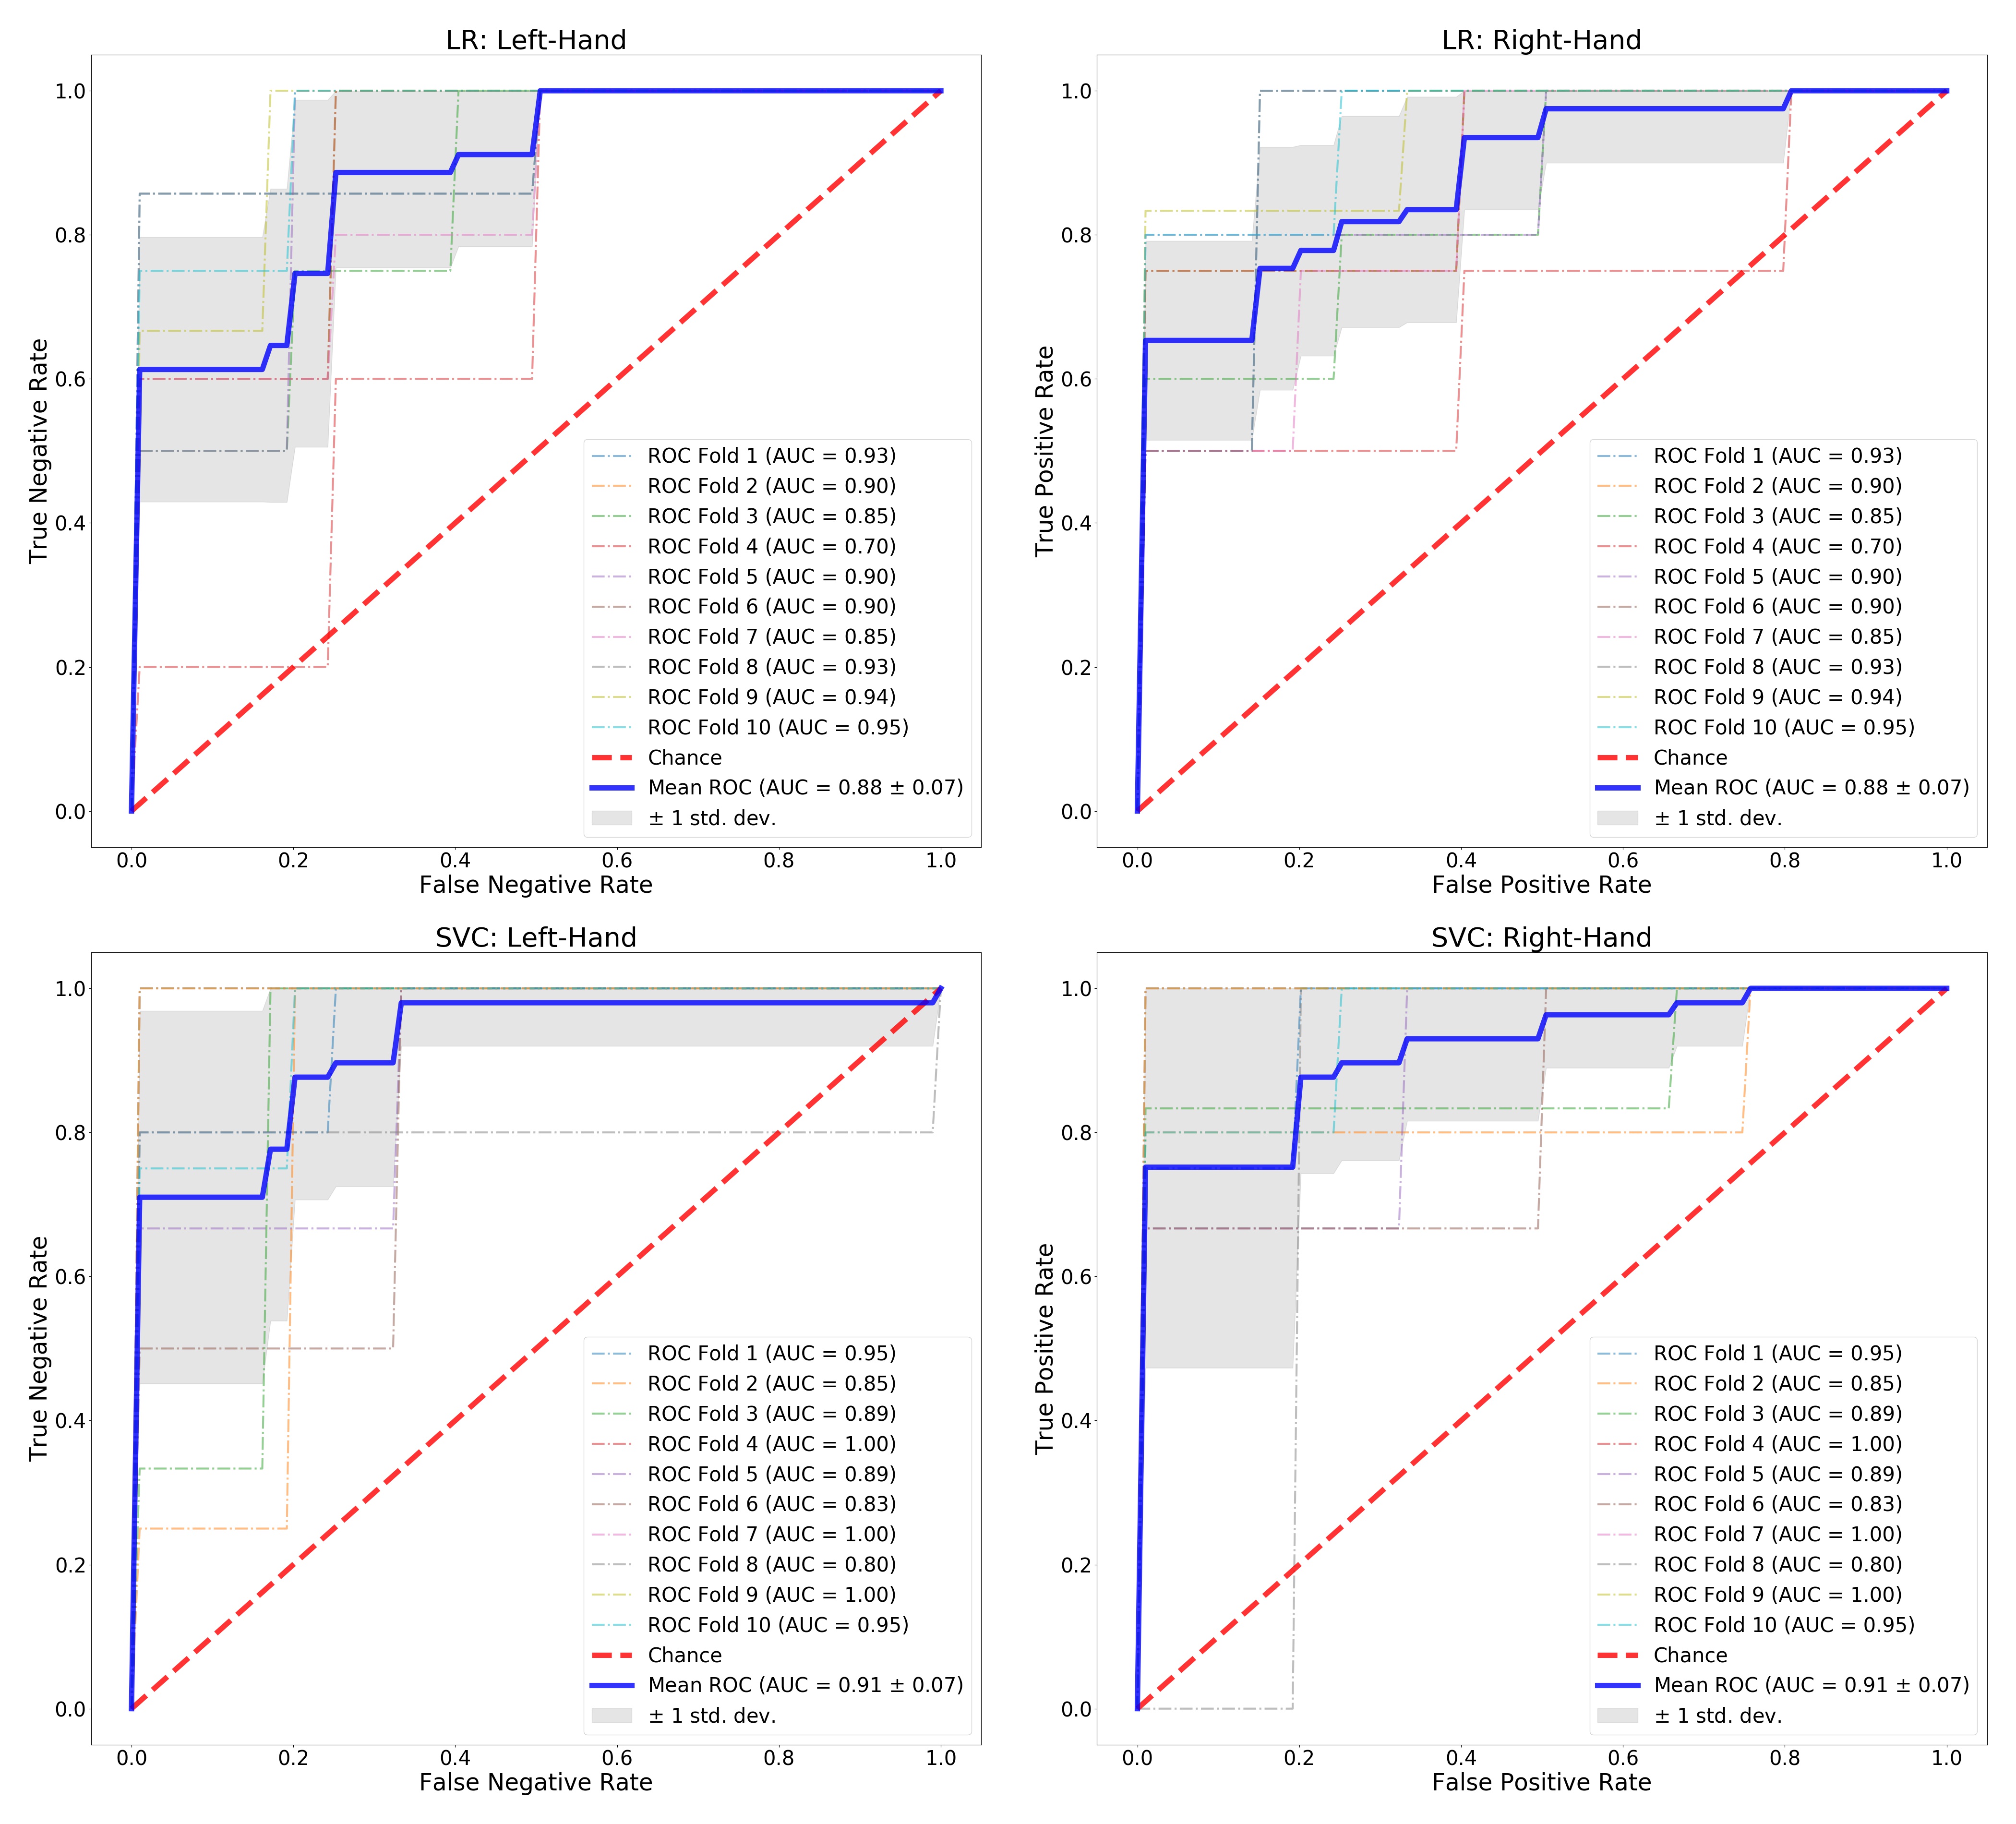 LR: Left-Hand
True Negative Rate
1.0
0.8
0.6
0.4
0.2
0.0
ROC Fold 1 (AUC = 0.93)
ROC Fold 2 (AUC = 0.90)
ROC Fold 3 (AUC = 0.85)
ROC Fold 4 (AUC = 0.70)
ROC Fold 5 (AUC = 0.90)
ROC Fold 6 (AUC = 0.90)
ROC Fold 7 (AUC = 0.85)
ROC Fold 8 (AUC = 0.93)
ROC Fold 9 (AUC = 0.94)
ROC Fold 10 (AUC = 0.95)
Chance
Mean ROC (AUC = 0.88 ± 0.07)
± 1 std. dev.
0.0 0.2 0.4 0.6 0.8 1.0
False Negative Rate
LR: Right-Hand
True Positive Rate
1.0
0.8
0.6
0.4
0.2
0.0
ROC Fold 1 (AUC = 0.93)
ROC Fold 2 (AUC = 0.90)
ROC Fold 3 (AUC = 0.85)
ROC Fold 4 (AUC = 0.70)
ROC Fold 5 (AUC = 0.90)
ROC Fold 6 (AUC = 0.90)
ROC Fold 7 (AUC = 0.85)
ROC Fold 8 (AUC = 0.93)
ROC Fold 9 (AUC = 0.94)
ROC Fold 10 (AUC = 0.95)
Chance
Mean ROC (AUC = 0.88 ± 0.07)
± 1 std. dev.
0.0 0.2 0.4 0.6 0.8 1.0
False Positive Rate
SVC: Left-Hand
True Negative Rate
1.0
0.8
0.6
0.4
0.2
0.0
ROC Fold 1 (AUC = 0.95)
ROC Fold 2 (AUC = 0.85)
ROC Fold 3 (AUC = 0.89)
ROC Fold 4 (AUC = 1.00)
ROC Fold 5 (AUC = 0.89)
ROC Fold 6 (AUC = 0.83)
ROC Fold 7 (AUC = 1.00)
ROC Fold 8 (AUC = 0.80)
ROC Fold 9 (AUC = 1.00)
ROC Fold 10 (AUC = 0.95)
Chance
Mean ROC (AUC = 0.91 ± 0.07)
± 1 std. dev.
0.0 0.2 0.4 0.6 0.8 1.0
False Negative Rate
SVC: Right-Hand
True Positive Rate
1.0
0.8
0.6
0.4
0.2
0.0
ROC Fold 1 (AUC = 0.95)
ROC Fold 2 (AUC = 0.85)
ROC Fold 3 (AUC = 0.89)
ROC Fold 4 (AUC = 1.00)
ROC Fold 5 (AUC = 0.89)
ROC Fold 6 (AUC = 0.83)
ROC Fold 7 (AUC = 1.00)
ROC Fold 8 (AUC = 0.80)
ROC Fold 9 (AUC = 1.00)
ROC Fold 10 (AUC = 0.95)
Chance
Mean ROC (AUC = 0.91 ± 0.07)
± 1 std. dev.
0.0 0.2 0.4 0.6 0.8 1.0
False Positive Rate